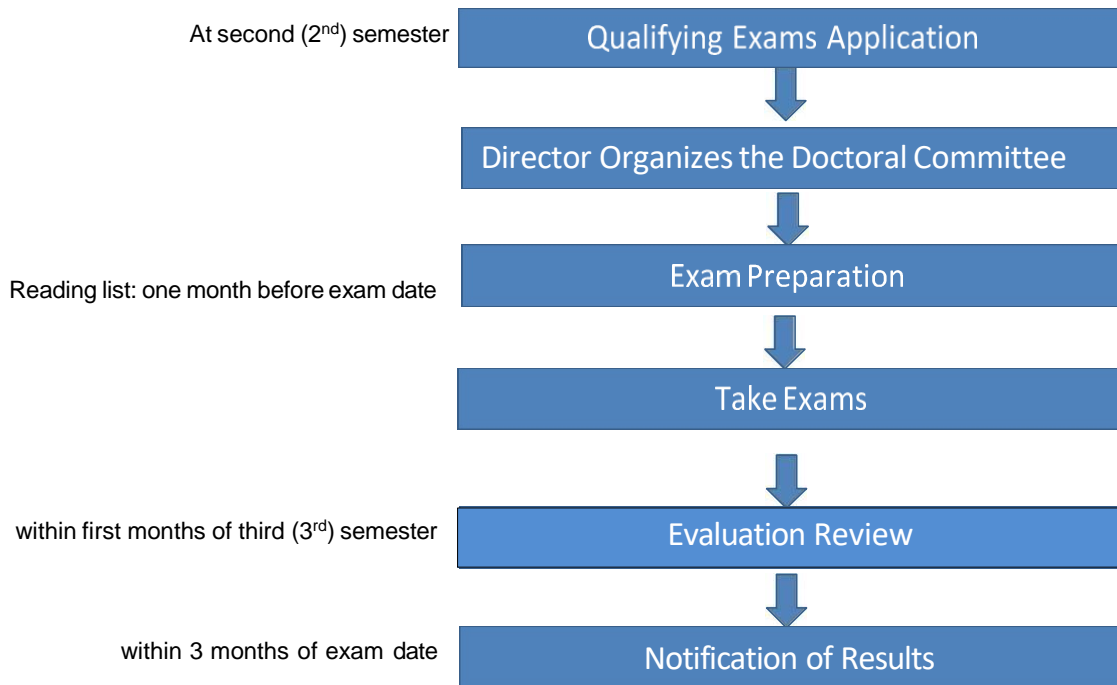 At second (2nd) semester
Qualifying Exams Application
Director Organizes the Doctoral Committee
Exam Preparation
Reading list: one month before exam date
Take Exams
within first months of third (3rd) semester
Evaluation Review
within 3 months of exam date
Notification of Results